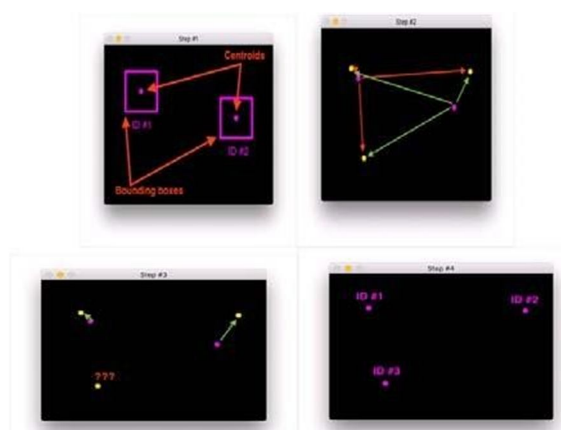 Step #1
Centroids
ID #1
ID #2
Bounding boxes
Step #2
Step #3
???
Step #4
ID #1
ID #2
ID #3